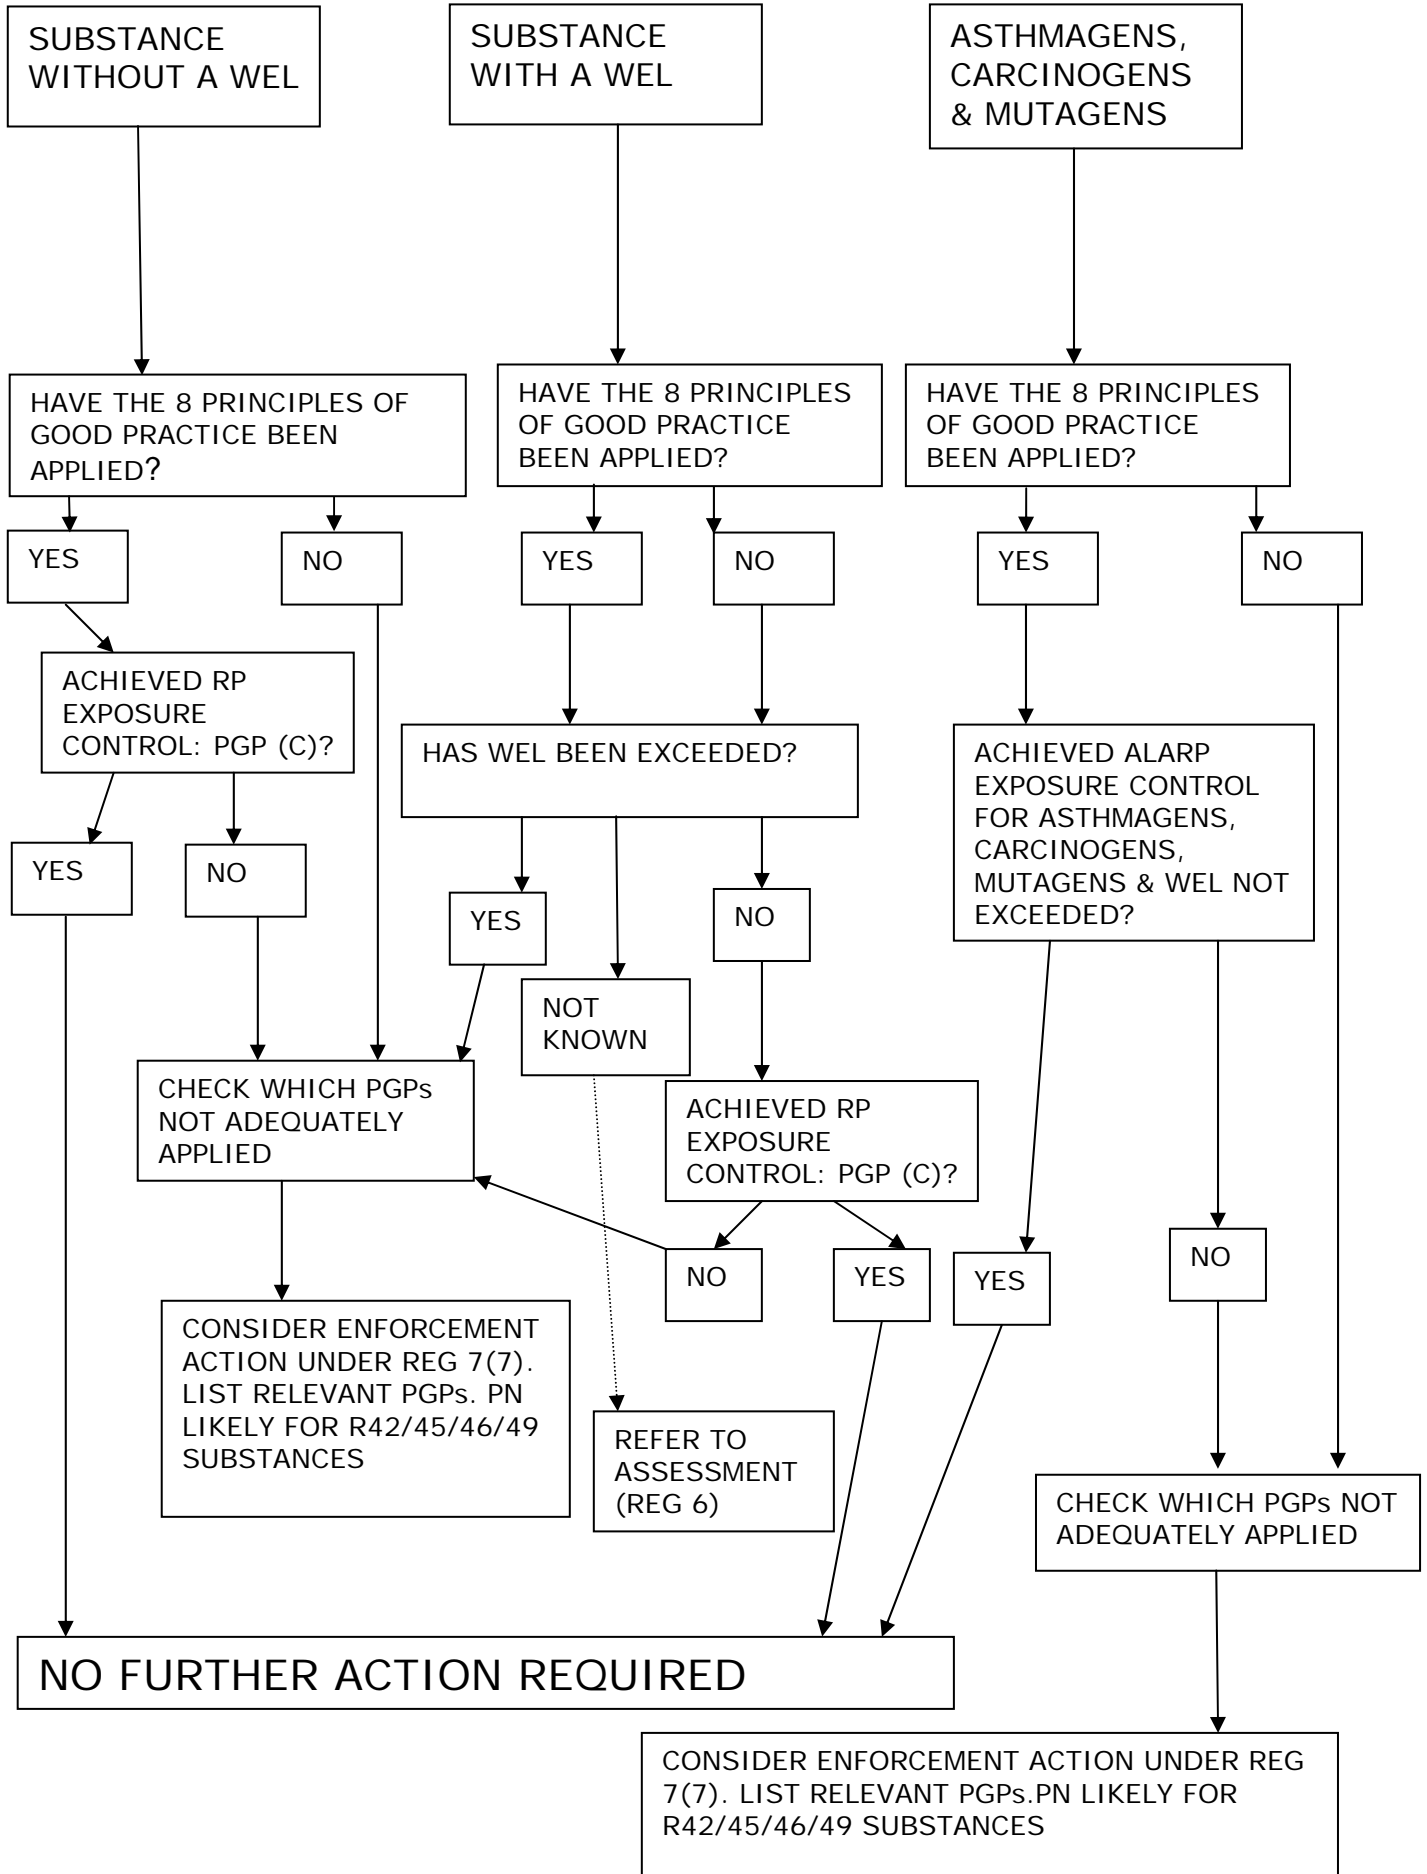 SUBSTANCE
WITHOUT A WEL
SUBSTANCE
WITH A WEL
ASTHMAGENS,
CARCINOGENS
& MUTAGENS
HAVE THE 8 PRINCIPLES OF
GOOD PRACTICE BEEN
APPLIED?
HAVE THE 8 PRINCIPLES
OF GOOD PRACTICE
BEEN APPLIED?
HAVE THE 8 PRINCIPLES
OF GOOD PRACTICE
BEEN APPLIED?
YES
NO
YES
NO
YES
NO
ACHIEVED RP
EXPOSURE
CONTROL: PGP (C)?
HAS WEL BEEN EXCEEDED?
ACHIEVED ALARP
EXPOSURE CONTROL
FOR ASTHMAGENS,
CARCINOGENS,
MUTAGENS & WEL NOT
EXCEEDED?
YES
NO
YES
NO
NOT
KNOWN
CHECK WHICH PGPs
NOT ADEQUATELY
APPLIED
ACHIEVED RP
EXPOSURE
CONTROL: PGP (C)?
NO
YES
YES
NO
CONSIDER ENFORCEMENT
ACTION UNDER REG 7(7).
LIST RELEVANT PGPs. PN
LIKELY FOR R42/45/46/49
SUBSTANCES
REFER TO
ASSESSMENT
(REG 6)
CHECK WHICH PGPs NOT
ADEQUATELY APPLIED
NO FURTHER ACTION REQUIRED
CONSIDER ENFORCEMENT ACTION UNDER REG
7(7). LIST RELEVANT PGPs.PN LIKELY FOR
R42/45/46/49 SUBSTANCES